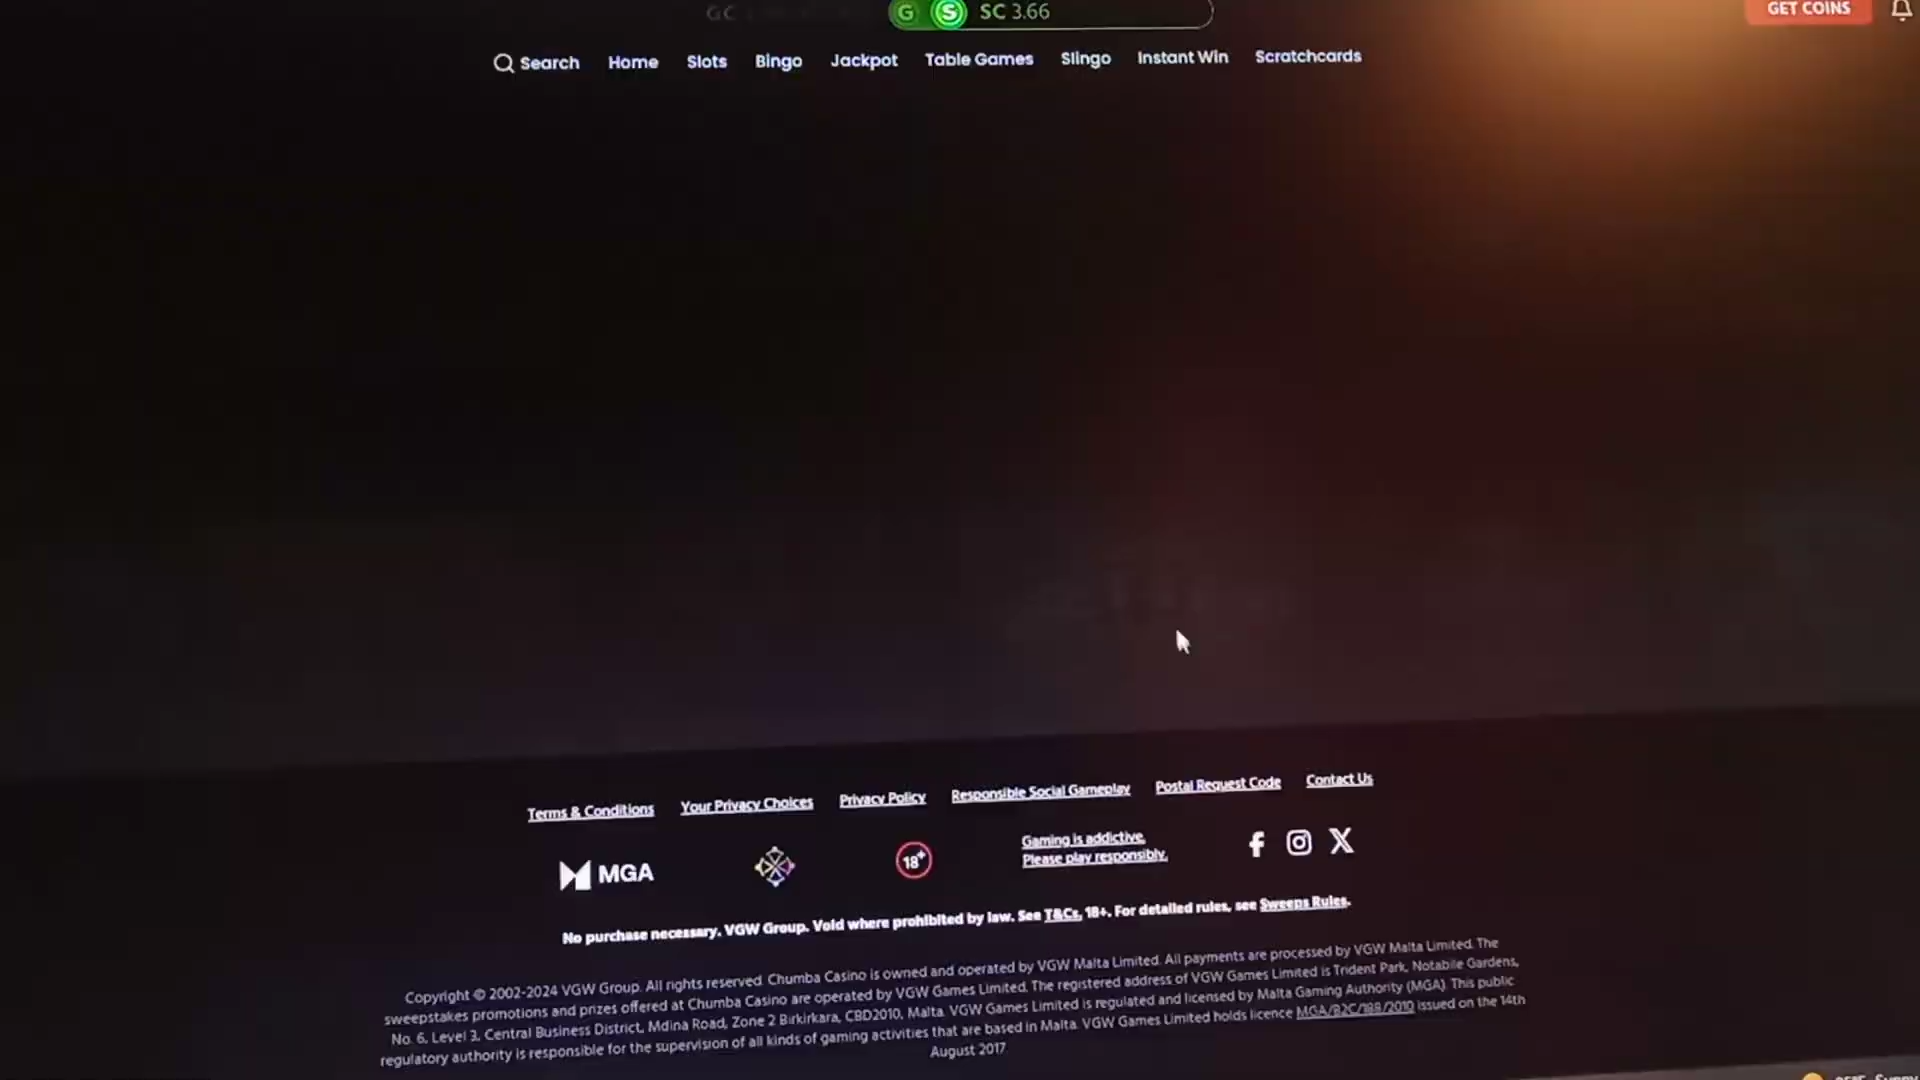 GC
G S SC 3.66
GET COINS
Search Home Slots Bingo Jackpot Table Games Slingo Instant Win Scratchcards
Terms & Conditions Your Privacy Choices Privacy Policy Responsible Social Gameplay Postal Request Code Contact Us
MGA
18+
Gaming is addictive.
Please play responsibly.
No purchase necessary. VGW Group. Void where prohibited by law. See T&Cs, 18+. For detailed rules, see Sweeps Rules.
Copyright © 2002-2024 VGW Group. All rights reserved. Chumba Casino is owned and operated by VGW Malta Limited. All payments are processed by VGW Malta Limited. The
sweepstakes promotions and prizes offered at Chumba Casino are operated by VGW Games Limited. The registered address of VGW Games Limited is Trident Park, Notabile Gardens,
No. 6, Level 3, Central Business District, Mdina Road, Zone 2 Birkirkara, CBD2010, Malta. VGW Games Limited is regulated and licensed by Malta Gaming Authority (MGA). This public
regulatory authority is responsible for the supervision of all kinds of gaming activities that are based in Malta. VGW Games Limited holds licence MGA/B2C/188/2010 issued on the 14th
August 2017